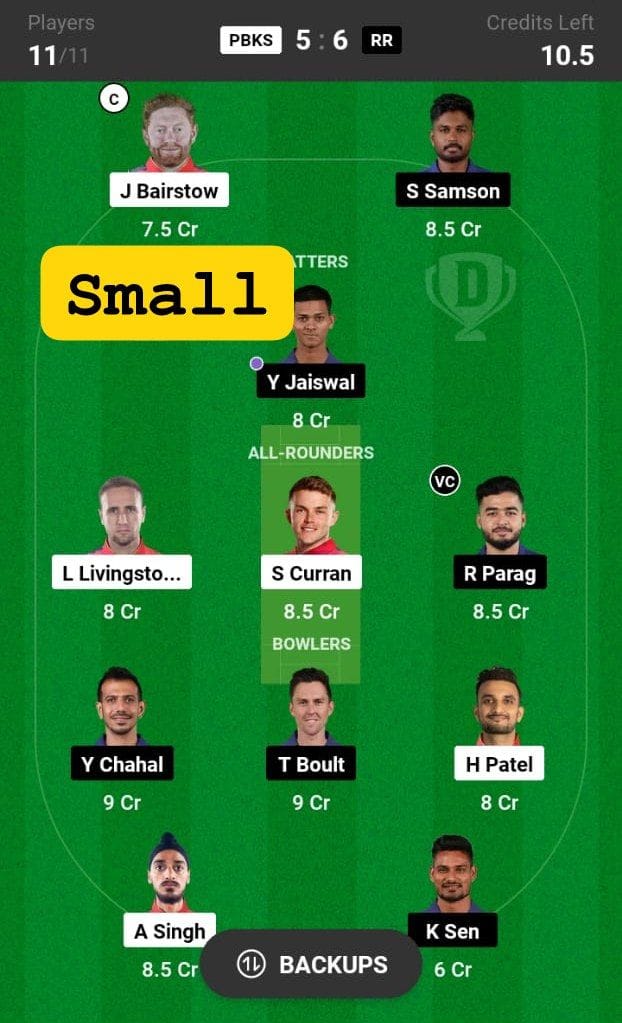 Players
Credits Left
11/11
PBKS 5 : 6 RR
10.5
C
J Bairstow
S Samson
7.5 Cr
8.5 Cr
Small
D
Y Jaiswal
8 Cr
ALL-ROUNDERS
VC
L Livingsto...
S Curran
R Parag
8 Cr
8.5 Cr
8.5 Cr
BOWLERS
Y Chahal
T Boult
H Patel
9 Cr
9 Cr
8 Cr
A Singh
K Sen
8.5 Cr
BACKUPS
6 Cr